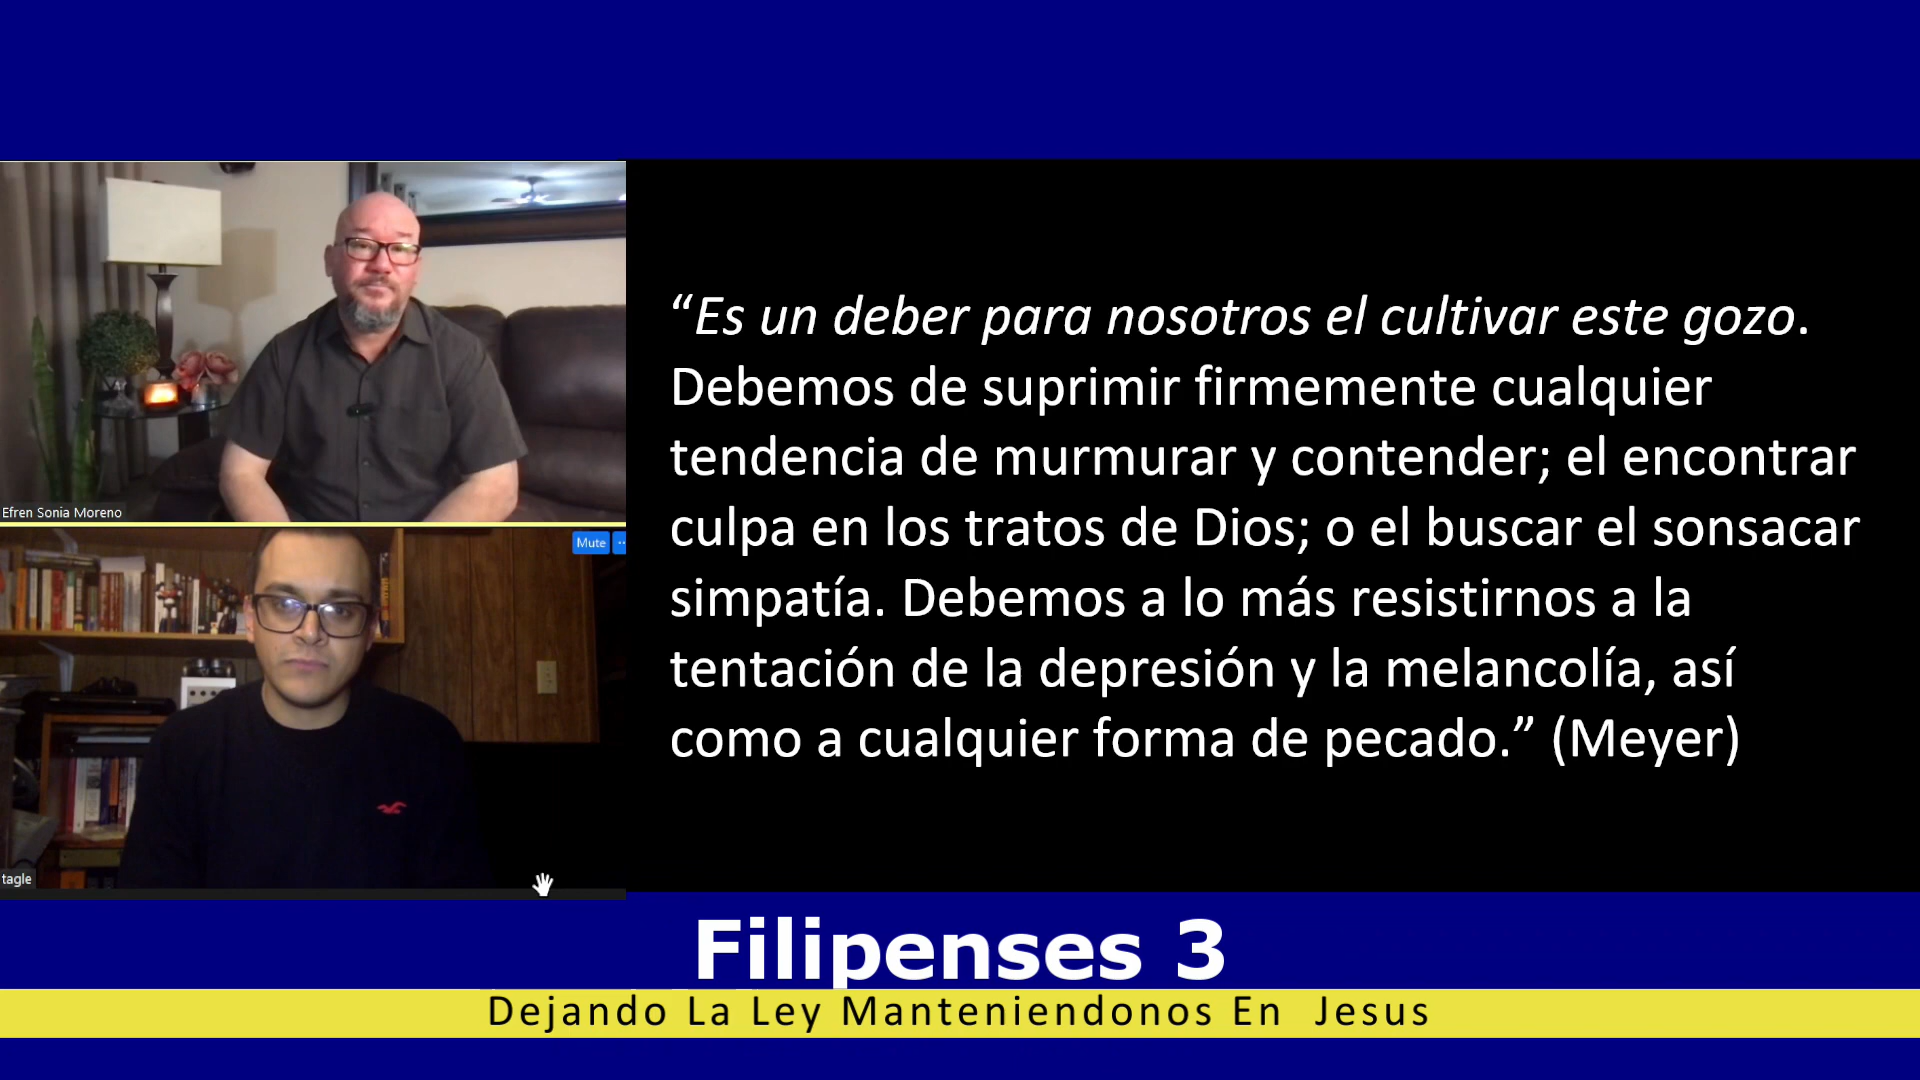 “Es un deber para nosotros el cultivar este gozo.
Debemos de suprimir firmemente cualquier
tendencia de murmurar y contender; el encontrar
culpa en los tratos de Dios; o el buscar el sonsacar
simpatía. Debemos a lo más resistirnos a la
tentación de la depresión y la melancolía, así
como a cualquier forma de pecado.” (Meyer)
Efren Sonia Moreno
Mute
tagle
Filipenses 3
Dejando La Ley Manteniendonos En Jesus